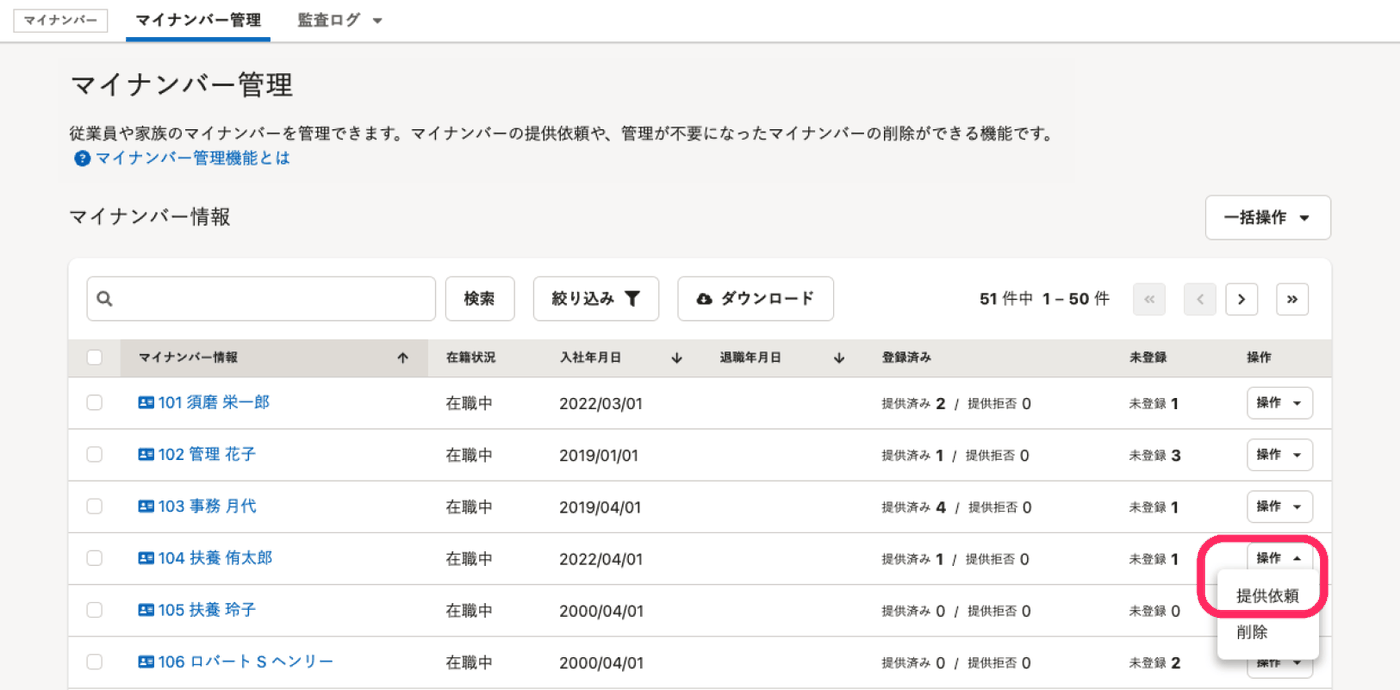 マイナンバー マイナンバー管理 監査ログ
マイナンバー管理
従業員や家族のマイナンバーを管理できます。マイナンバーの提供依頼や、管理が不要になったマイナンバーの削除ができる機能です。
? マイナンバー管理機能とは
マイナンバー情報 一括操作
検索 絞り込み ダウンロード 51 件中 1 – 50 件 « ‹ › »
マイナンバー情報 ↑ 在籍状況 入社年月日 ↓ 退職年月日 ↓ 登録済み 未登録 操作
101 須磨 栄一郎 在職中 2022/03/01 提供済み 2 / 提供拒否 0 未登録 1 操作
102 管理 花子 在職中 2019/01/01 提供済み 1 / 提供拒否 0 未登録 3 操作
103 事務 月代 在職中 2019/04/01 提供済み 4 / 提供拒否 0 未登録 1 操作
104 扶養 侑太郎 在職中 2022/04/01 提供済み 1 / 提供拒否 0 未登録 1 操作
提供依頼
105 扶養 玲子 在職中 2000/04/01 提供済み 0 / 提供拒否 0 未登録 0
削除
106 ロバート S ヘンリー 在職中 2000/04/01 提供済み 0 / 提供拒否 0 未登録 2 操作